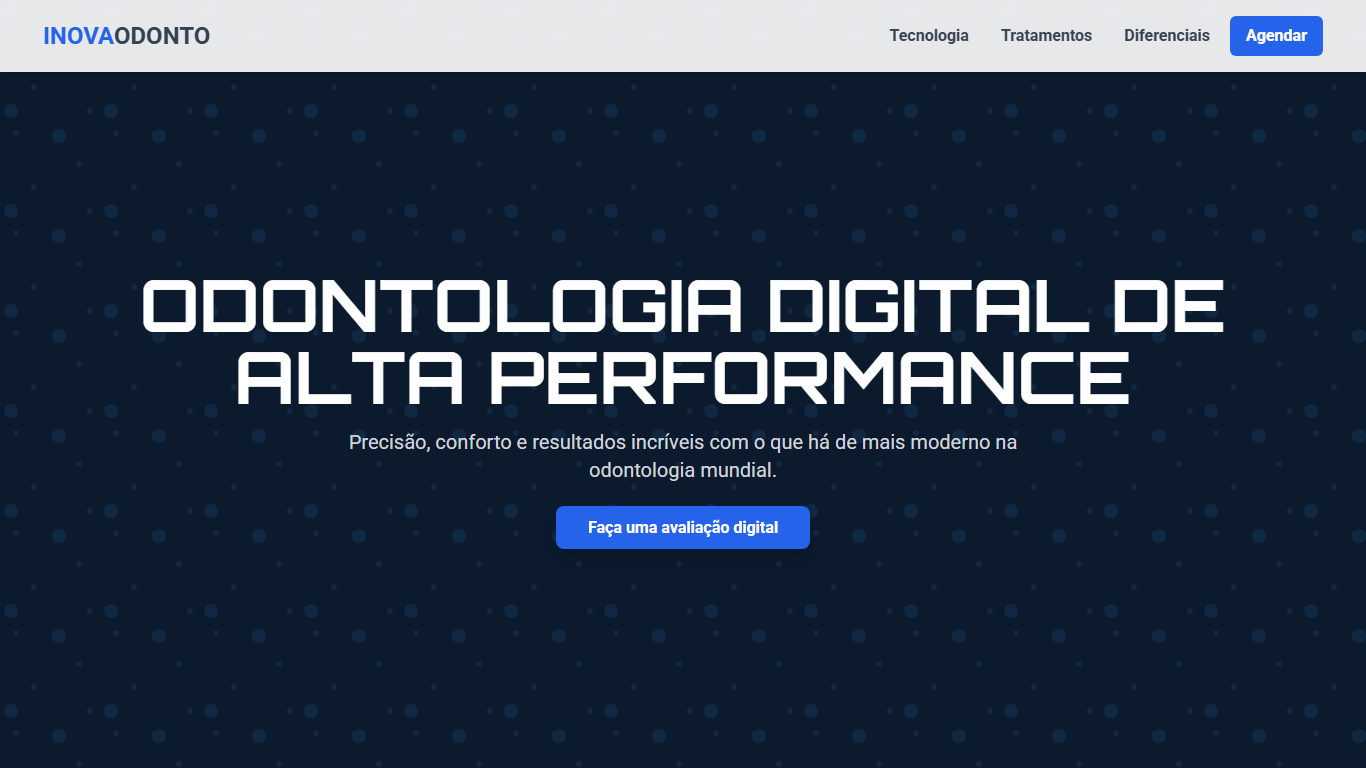 INOVAODONTO
Tecnologia
Tratamentos
Diferenciais
Agendar
ODONTOLOGIA DIGITAL DE
ALTA PERFORMANCE
Precisão, conforto e resultados incríveis com o que há de mais moderno na
odontologia mundial.
Faça uma avaliação digital